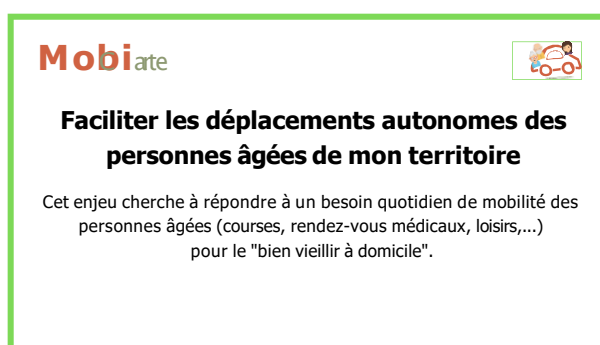 Mobiarte
Faciliter les déplacements autonomes des
personnes âgées de mon territoire
Cet enjeu cherche à répondre à un besoin quotidien de mobilité des
personnes âgées (courses, rendez-vous médicaux, loisirs,...)
pour le "bien vieillir à domicile".